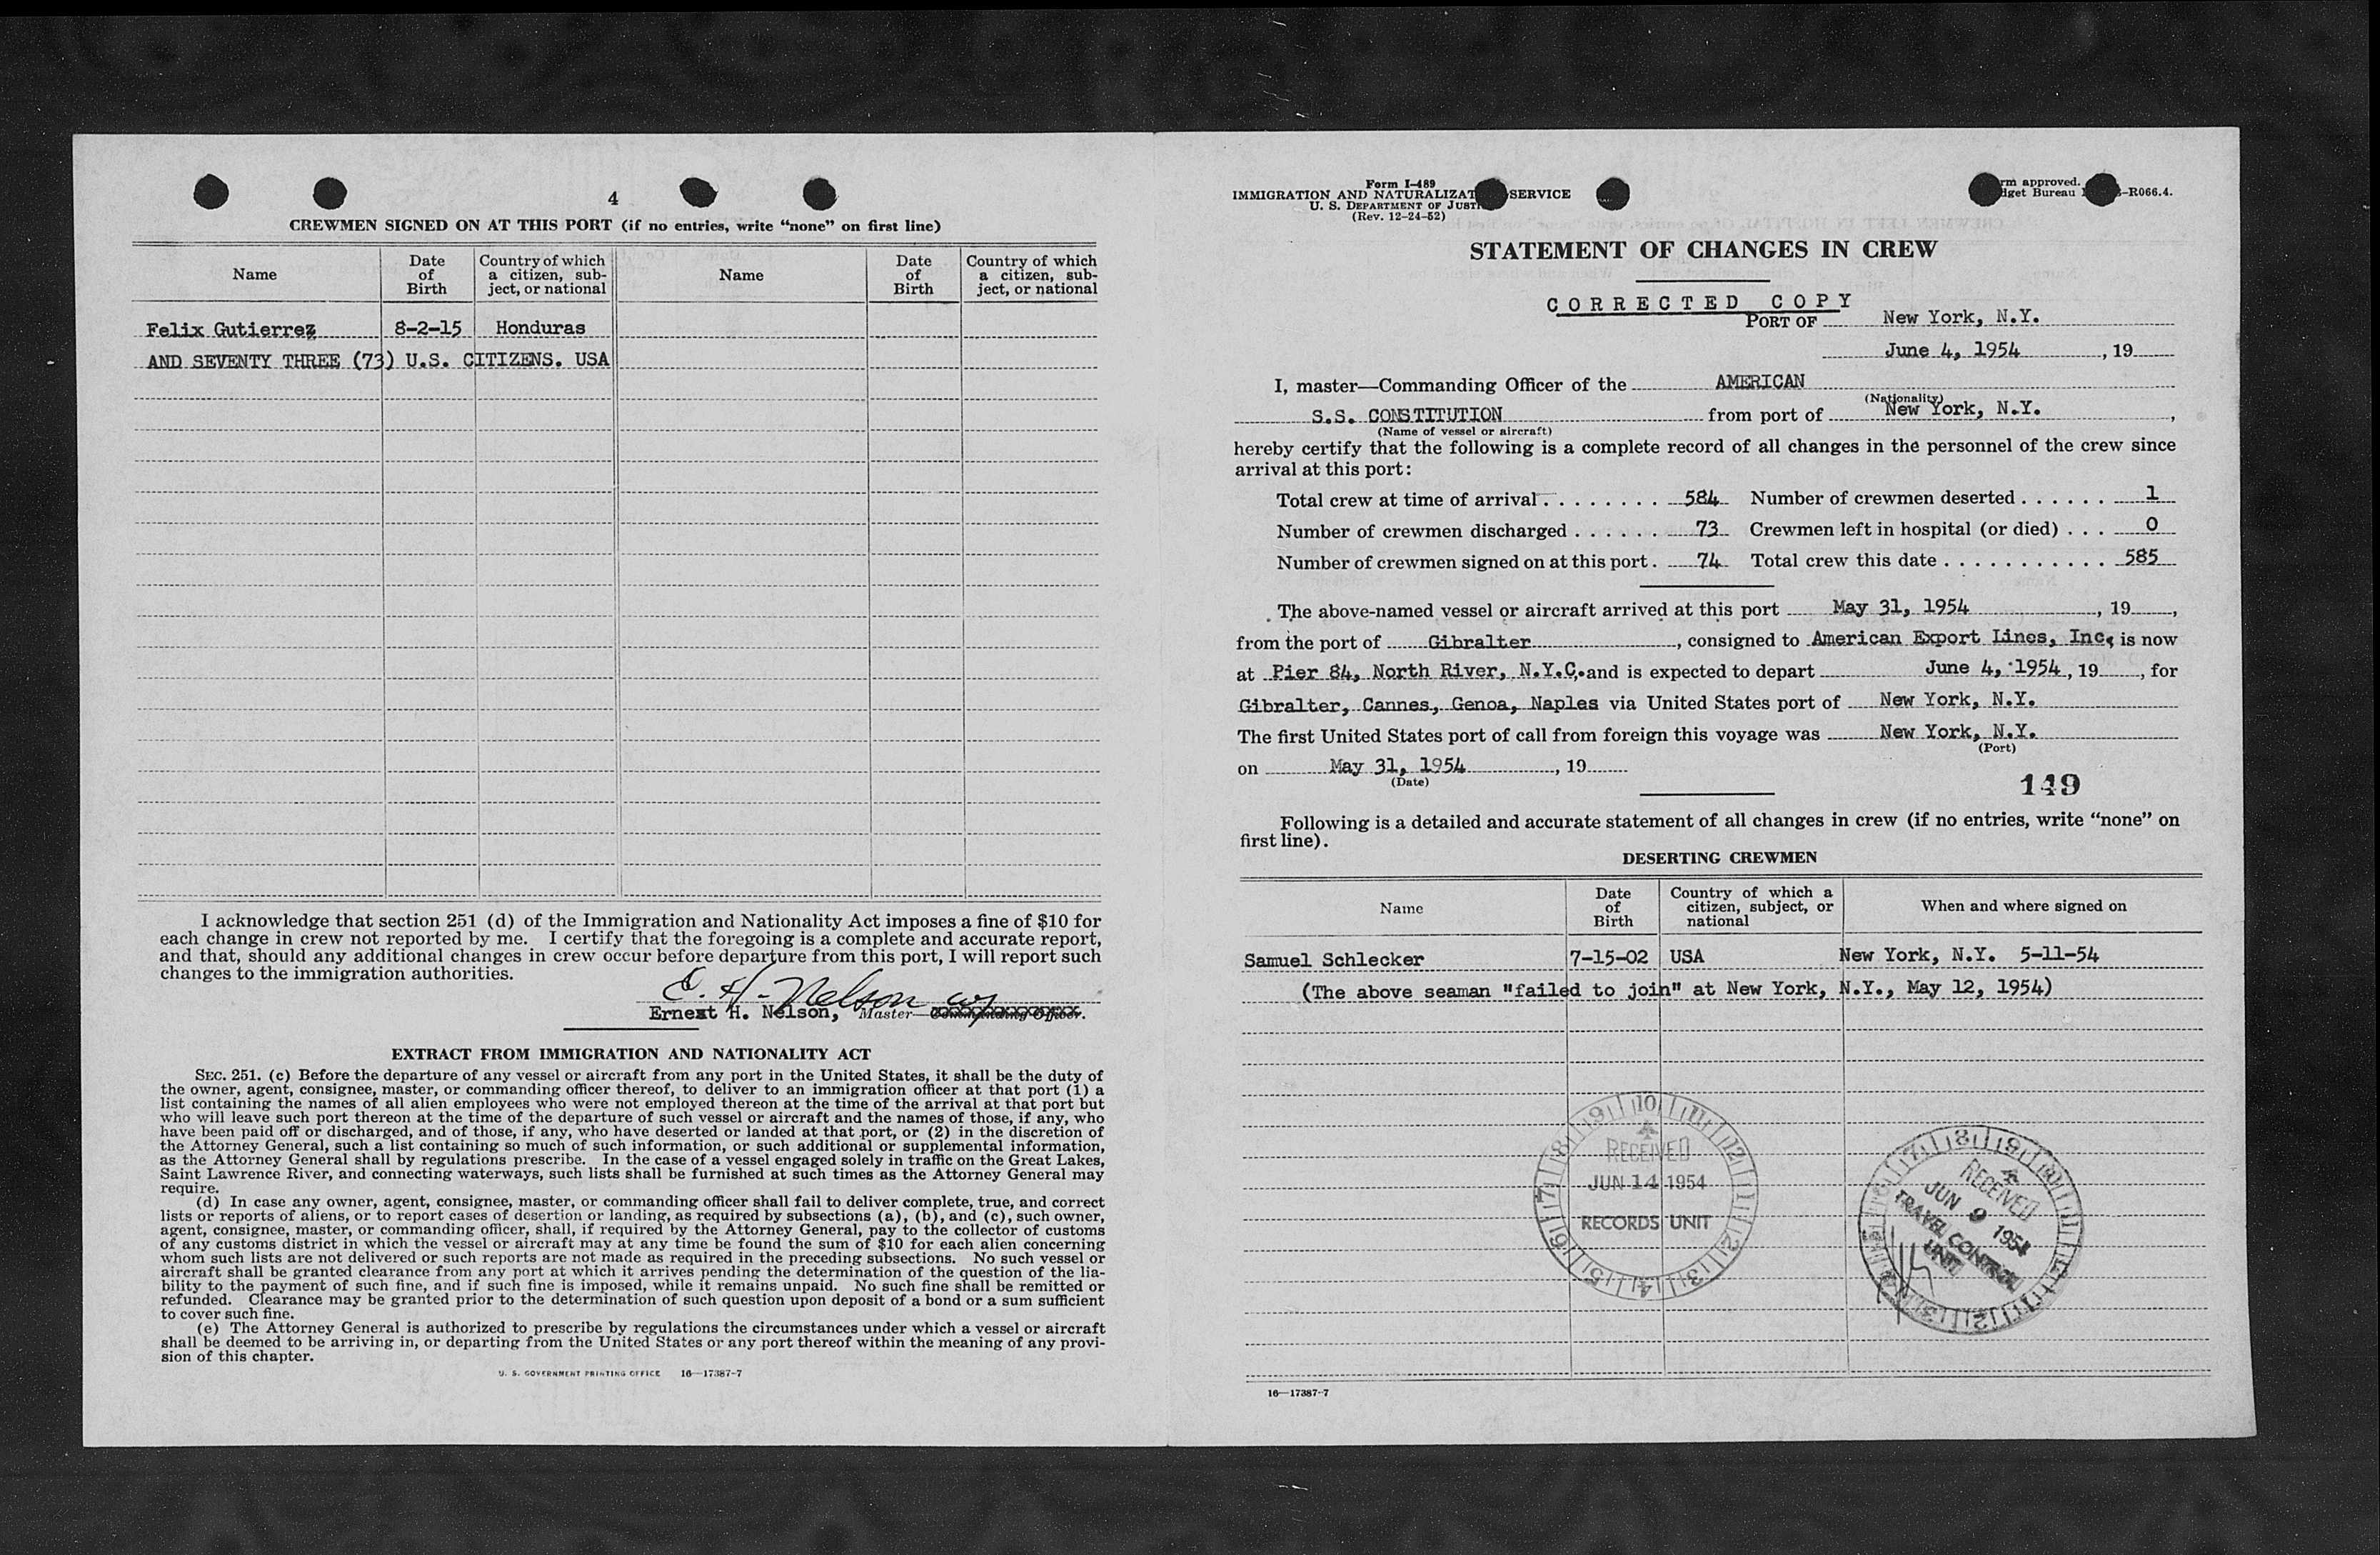 4
CREWMEN SIGNED ON AT THIS PORT (if no entries, write “none” on first line)
Name
Date of Birth
Country of which a citizen, sub-ject, or national
Name
Date of Birth
Country of which a citizen, sub-ject, or national
Felix Gutierrez 8-2-15 Honduras
AND SEVENTY THREE (73) U.S. CITIZENS. USA
I acknowledge that section 251 (d) of the Immigration and Nationality Act imposes a fine of $10 for
each change in crew not reported by me. I certify that the foregoing is a complete and accurate report,
and that, should any additional changes in crew occur before departure from this port, I will report such
changes to the immigration authorities.
E. H. Nelson
Ernest H. Nelson, Master—Commanding Officer.
EXTRACT FROM IMMIGRATION AND NATIONALITY ACT
SEC. 251. (c) Before the departure of any vessel or aircraft from any port in the United States, it shall be the duty of
the owner, agent, consignee, master, or commanding officer thereof, to deliver to an immigration officer at that port (1) a
list containing the names of all alien employees who were not employed thereon at the time of the arrival at that port but
who will leave such port thereon at the time of the departure of such vessel or aircraft and the names of those, if any, who
have been paid off or discharged, and of those, if any, who have deserted or landed at that port, or (2) in the discretion of
the Attorney General, such a list containing so much of such information, or such additional or supplemental information,
as the Attorney General shall by regulations prescribe. In the case of a vessel engaged solely in traffic on the Great Lakes,
Saint Lawrence River, and connecting waterways, such lists shall be furnished at such times as the Attorney General may
require.
(d) In case any owner, agent, consignee, master, or commanding officer shall fail to deliver complete, true, and correct
lists or reports of aliens, or to report cases of desertion or landing, as required by subsections (a), (b), and (c), such owner,
agent, consignee, master, or commanding officer, shall, if required by the Attorney General, pay to the collector of customs
of any customs district in which the vessel or aircraft may at any time be found the sum of $10 for each alien concerning
whom such lists are not delivered or such reports are not made as required in the preceding subsections. No such vessel or
aircraft shall be granted clearance from any port at which it arrives pending the determination of the question of the lia-
bility to the payment of such fine, and if such fine is imposed, while it remains unpaid. No such fine shall be remitted or
refunded. Clearance may be granted prior to the determination of such question upon deposit of a bond or a sum sufficient
to cover such fine.
(e) The Attorney General is authorized to prescribe by regulations the circumstances under which a vessel or aircraft
shall be deemed to be arriving in, or departing from the United States or any port thereof within the meaning of any provi-
sion of this chapter.
U. S. GOVERNMENT PRINTING OFFICE 16—17387-7
Form I-489
IMMIGRATION AND NATURALIZAT SERVICE
U. S. DEPARTMENT OF JUST
(Rev. 12-24-52)
rm approved.
dget Bureau -R066.4.
STATEMENT OF CHANGES IN CREW
CORRECTED COPY
PORT OF New York, N.Y.
June 4, 1954, 19
I, master—Commanding Officer of the AMERICAN
(Nationality)
S.S. CONSTITUTION from port of New York, N.Y.,
(Name of vessel or aircraft)
hereby certify that the following is a complete record of all changes in the personnel of the crew since
arrival at this port:
Total crew at time of arrival . . . . . . . . 584 Number of crewmen deserted . . . . . . 1
Number of crewmen discharged . . . . . . 73 Crewmen left in hospital (or died) . . . 0
Number of crewmen signed on at this port . 74 Total crew this date . . . . . . . . . . . 585
The above-named vessel or aircraft arrived at this port May 31, 1954, 19,
from the port of Gibralter, consigned to American Export Lines, Inc, is now
at Pier 84, North River, N.Y.C. and is expected to depart June 4, 1954, 19, for
Gibralter, Cannes, Genoa, Naples via United States port of New York, N.Y.
The first United States port of call from foreign this voyage was New York, N.Y.
(Port)
on May 31, 1954, 19
(Date)
149
Following is a detailed and accurate statement of all changes in crew (if no entries, write “none” on
first line).
DESERTING CREWMEN
Name
Date of Birth
Country of which a citizen, subject, or national
When and where signed on
Samuel Schlecker 7-15-02 USA New York, N.Y. 5-11-54
(The above seaman "failed to join" at New York, N.Y., May 12, 1954)
RECEIVED
JUN 14 1954
RECORDS UNIT
RECEIVED
JUN 9 1954
TRAVEL CONTROL
UNIT
16—17387-7